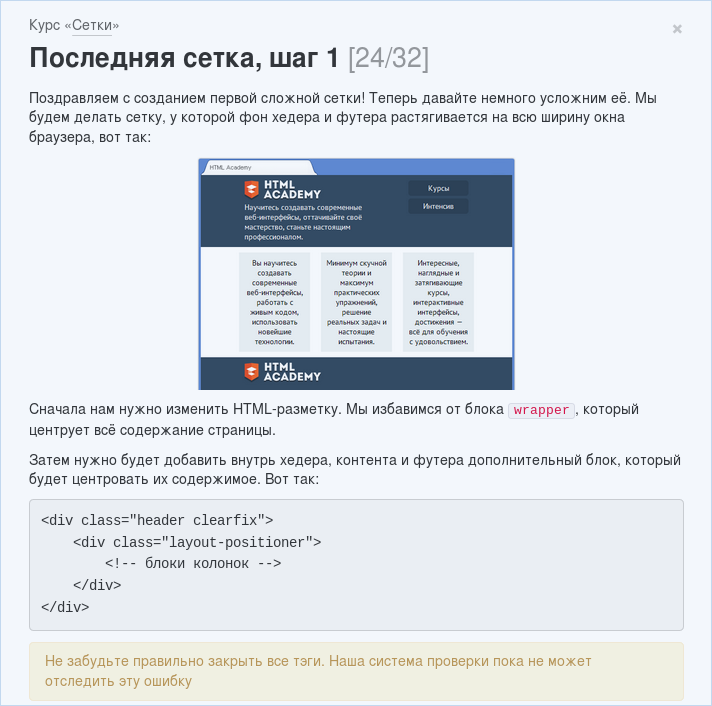 Курс «Сетки»
×
Последняя сетка, шаг 1 [24/32]
Поздравляем с созданием первой сложной сетки! Теперь давайте немного усложним её. Мы
будем делать сетку, у которой фон хедера и футера растягивается на всю ширину окна
браузера, вот так:
HTML Academy
HTML
ACADEMY
Научитесь создавать современные
веб-интерфейсы, оттачивайте своё
мастерство, станьте настоящим
профессионалом.
Курсы
Интенсив
Вы научитесь
создавать
современные
веб-интерфейсы,
работать с
живым кодом,
использовать
новейшие
технологии.
Минимум скучной
теории и
максимум
практических
упражнений,
решение
реальных задач и
настоящие
испытания.
Интересные,
наглядные и
затягивающие
курсы,
интерактивные
интерфейсы,
достижения —
всё для обучения
с удовольствием.
HTML
ACADEMY
Сначала нам нужно изменить HTML-разметку. Мы избавимся от блока wrapper, который
центрует всё содержание страницы.
Затем нужно будет добавить внутрь хедера, контента и футера дополнительный блок, который
будет центровать их содержимое. Вот так:
<div class="header clearfix">
    <div class="layout-positioner">
        <!-- блоки колонок -->
    </div>
</div>
Не забудьте правильно закрыть все тэги. Наша система проверки пока не может
отследить эту ошибку